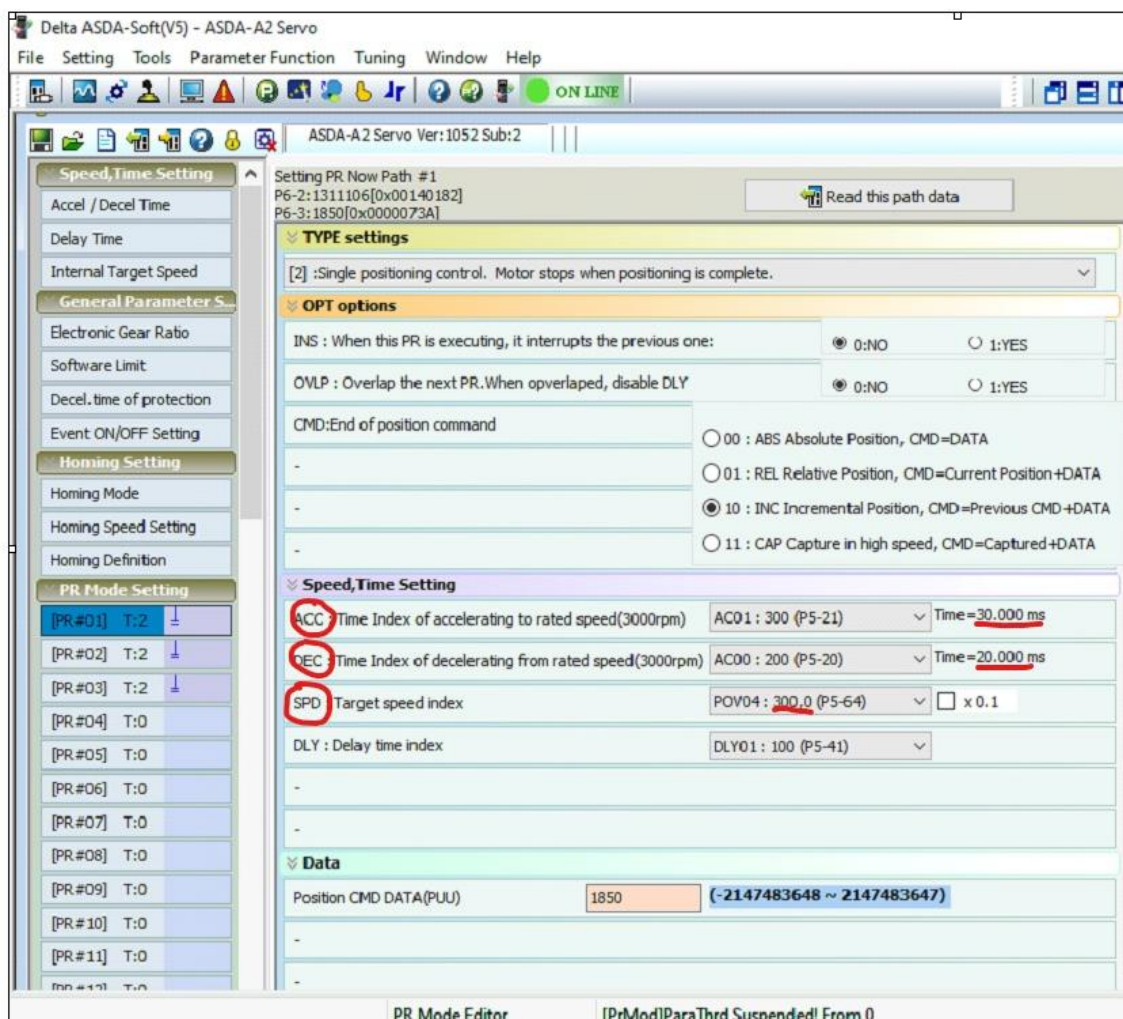 Delta ASDA-Soft(V5) - ASDA-A2 Servo
File Setting Tools Parameter Function Tuning Window Help
ON LINE
ASDA-A2 Servo Ver:1052 Sub:2
Speed,Time Setting
Accel / Decel Time
Delay Time
Internal Target Speed
General Parameter S...
Electronic Gear Ratio
Software Limit
Decel.time of protection
Event ON/OFF Setting
Homing Setting
Homing Mode
Homing Speed Setting
Homing Definition
PR Mode Setting
[PR#01] T:2
[PR#02] T:2
[PR#03] T:2
[PR#04] T:0
[PR#05] T:0
[PR#06] T:0
[PR#07] T:0
[PR#08] T:0
[PR#09] T:0
[PR#10] T:0
[PR#11] T:0
[PR#12] T:0
Setting PR Now Path #1
P6-2:1311106[0x00140182]
P6-3:1850[0x0000073A]
Read this path data
TYPE settings
[2] :Single positioning control. Motor stops when positioning is complete.
OPT options
INS : When this PR is executing, it interrupts the previous one: 0:NO 1:YES
OVLP : Overlap the next PR.When opverlaped, disable DLY 0:NO 1:YES
CMD:End of position command
00 : ABS Absolute Position, CMD=DATA
01 : REL Relative Position, CMD=Current Position+DATA
10 : INC Incremental Position, CMD=Previous CMD+DATA
11 : CAP Capture in high speed, CMD=Captured+DATA
-
-
-
Speed,Time Setting
ACC : Time Index of accelerating to rated speed(3000rpm) AC01 : 300 (P5-21) Time=30.000 ms
DEC : Time Index of decelerating from rated speed(3000rpm) AC00 : 200 (P5-20) Time=20.000 ms
SPD : Target speed index POV04 : 300.0 (P5-64) x 0.1
DLY : Delay time index DLY01 : 100 (P5-41)
-
-
Data
Position CMD DATA(PUU) 1850 (-2147483648 ~ 2147483647)
-
-
PR Mode Editor [PrMod]ParaThrd Suspended! From 0